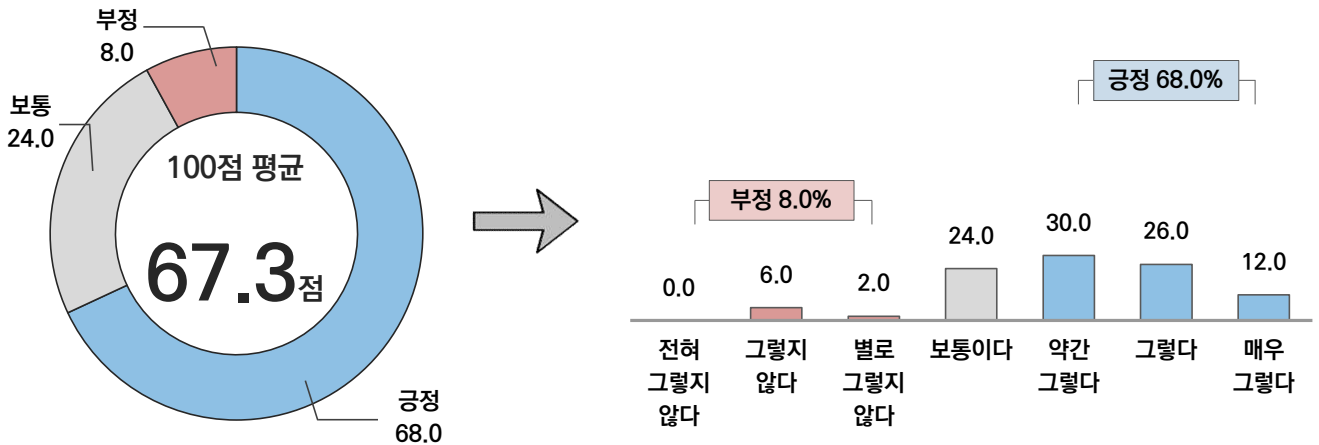 부정
8.0
보통
24.0
100점 평균
67.3점
긍정
68.0
긍정 68.0%
부정 8.0%
0.0
6.0
2.0
24.0
30.0
26.0
12.0
전혀
그렇지
않다
그렇지
않다
별로
그렇지
않다
보통이다
약간
그렇다
그렇다
매우
그렇다